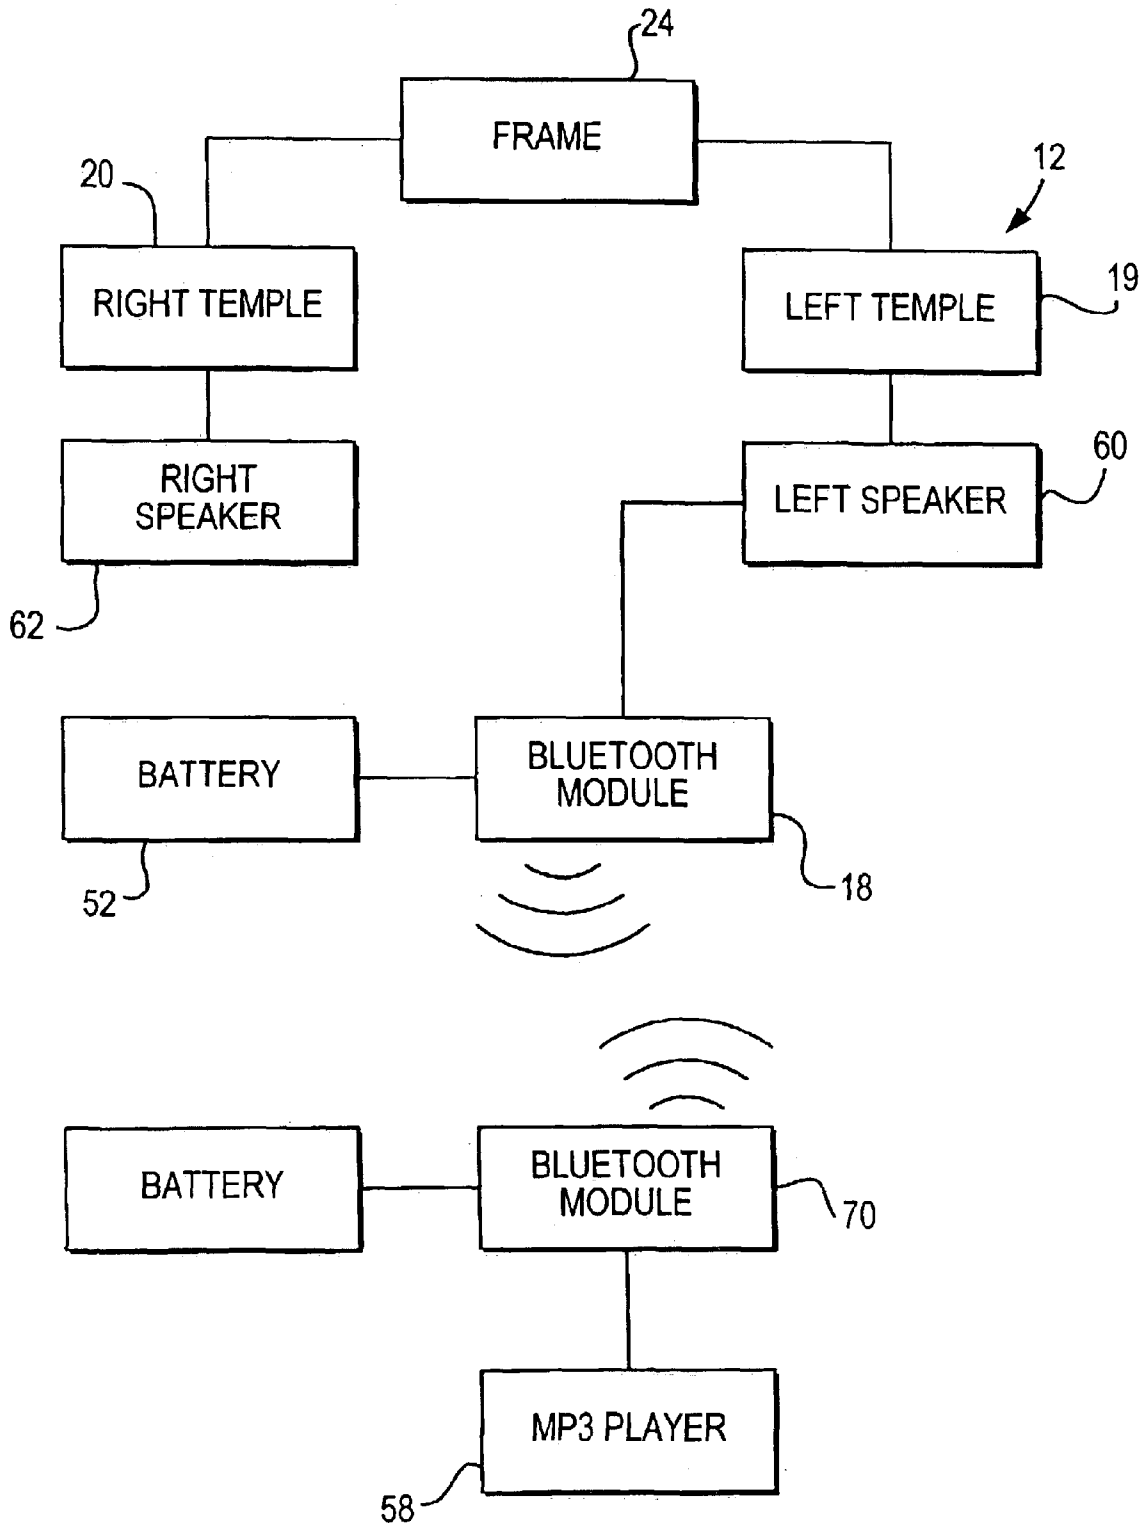 24
FRAME
12
20
RIGHT TEMPLE
LEFT TEMPLE
19
RIGHT
SPEAKER
LEFT SPEAKER
60
62
BATTERY
BLUETOOTH
MODULE
52
18
BATTERY
BLUETOOTH
MODULE
70
MP3 PLAYER
58